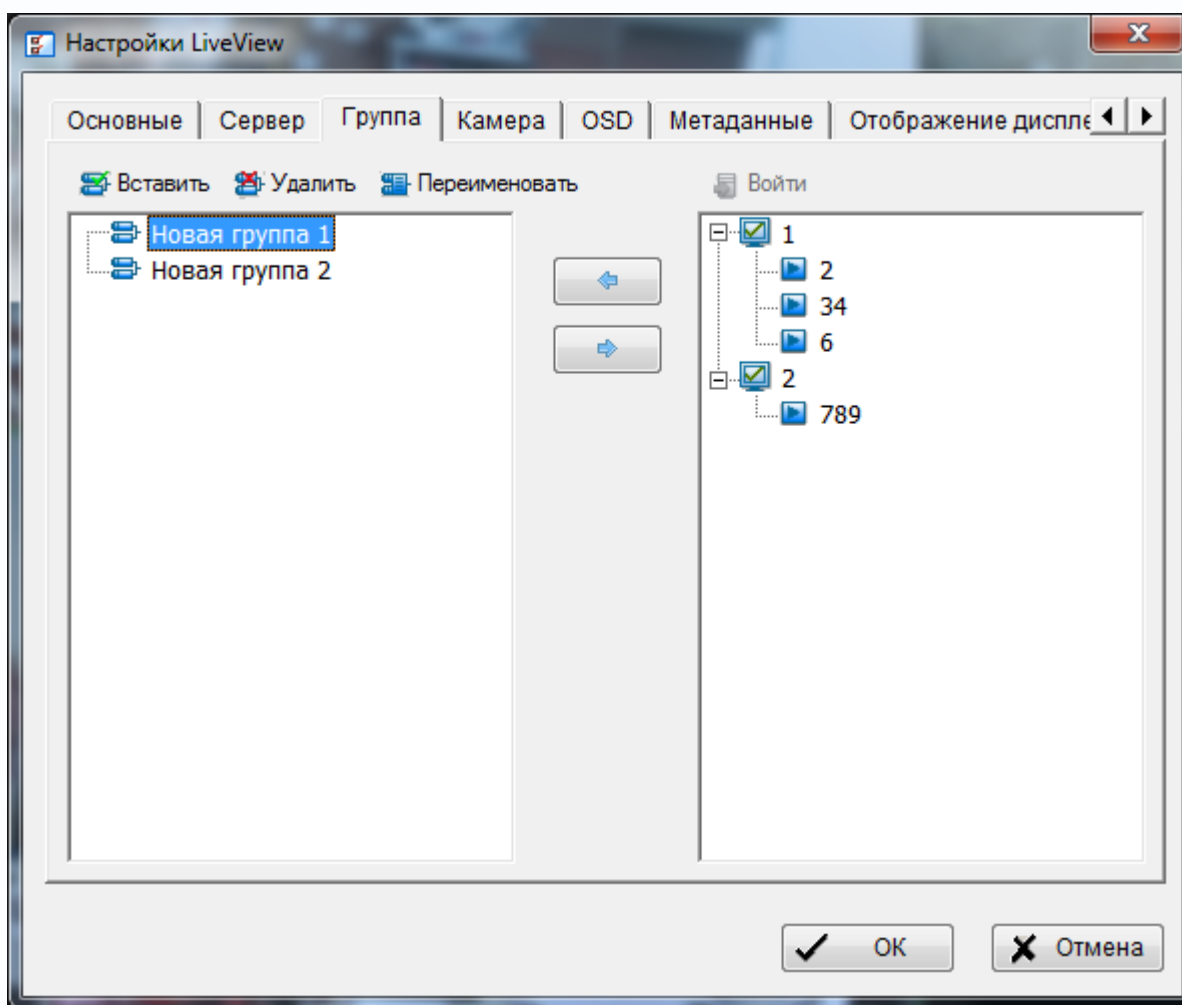 Настройки LiveView
Основные Сервер Группа Камера OSD Метаданные Отображение диспле
Вставить Удалить Переименовать Войти
Новая группа 1
Новая группа 2
1
2
34
6
2
789
OK Отмена